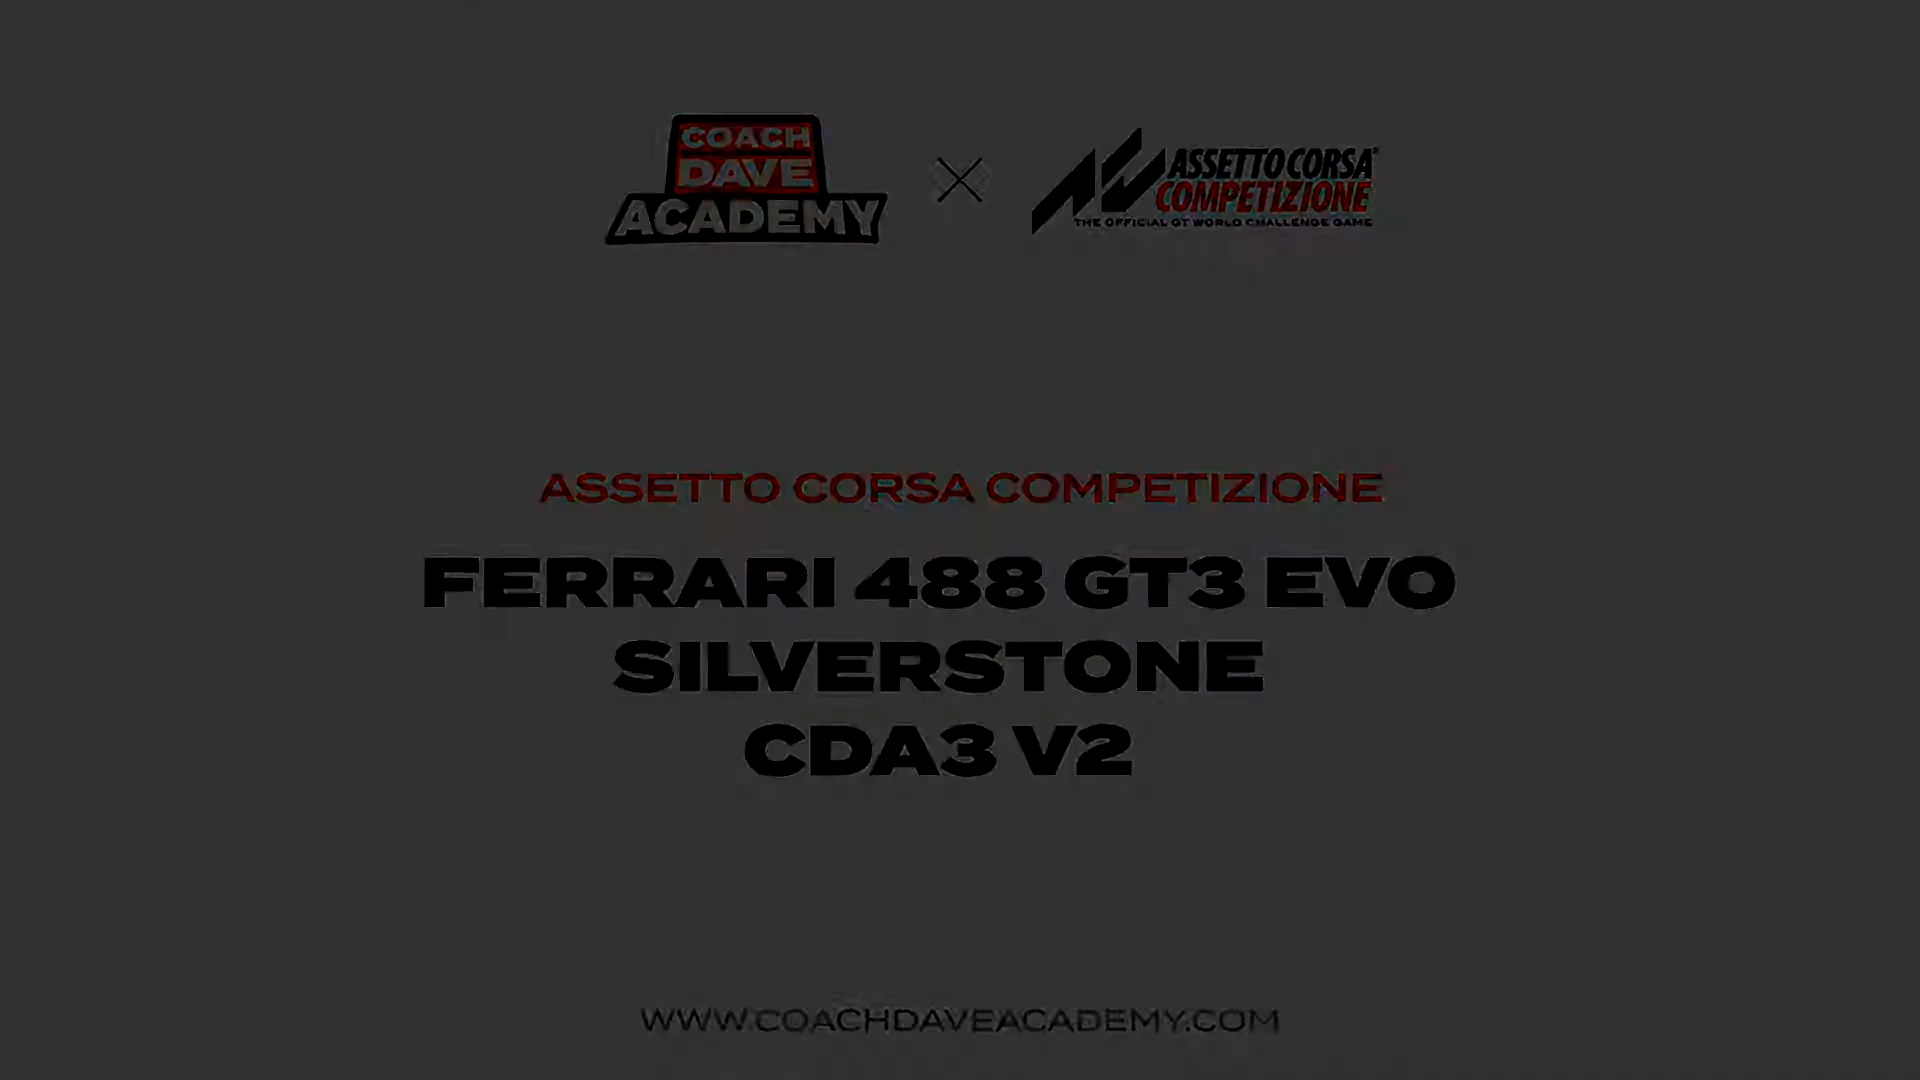 COACH
DAVE
ACADEMY
ASSETTO CORSA
COMPETIZIONE
THE OFFICIAL GT WORLD CHALLENGE GAME
ASSETTO CORSA COMPETIZIONE
FERRARI 488 GT3 EVO
SILVERSTONE
CDA3 V2
WWW.COACHDAVEACADEMY.COM